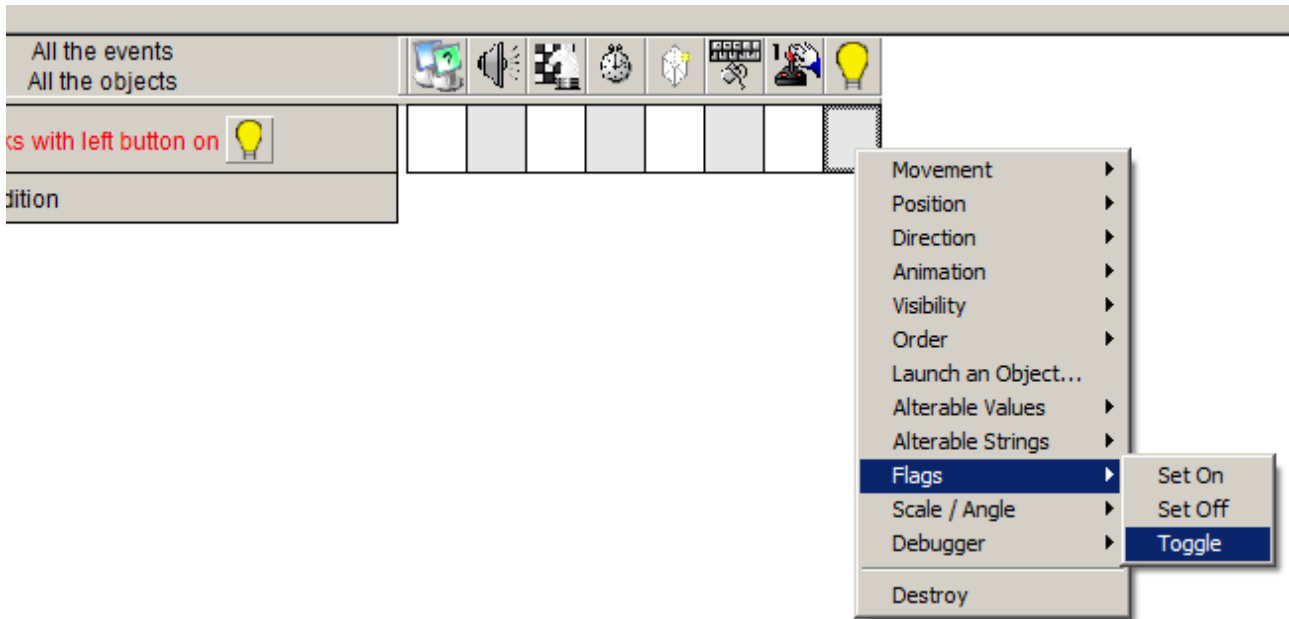 All the events
All the objects
ks with left button on
dition
Movement
Position
Direction
Animation
Visibility
Order
Launch an Object...
Alterable Values
Alterable Strings
Flags
Scale / Angle
Debugger
Destroy
Set On
Set Off
Toggle